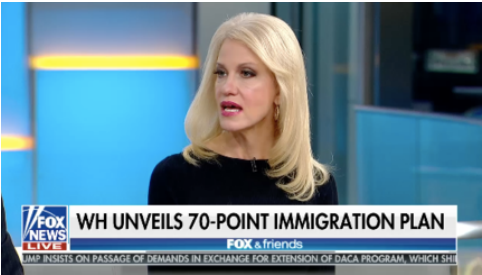 FOX
NEWS
LIVE
WH UNVEILS 70-POINT IMMIGRATION PLAN
FOX & friends
UMP INSISTS ON PASSAGE OF DEMANDS IN EXCHANGE FOR EXTENSION OF DACA PROGRAM, WHICH SHI